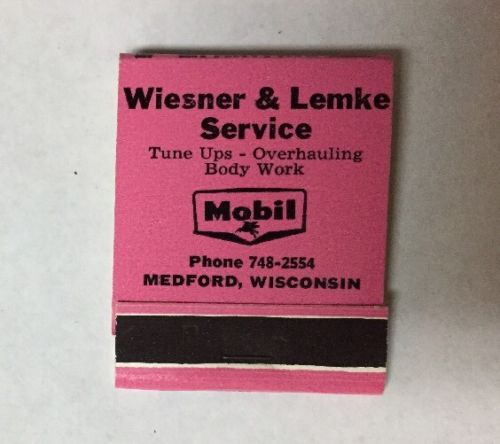 Wiesner & Lemke
Service
Tune Ups - Overhauling
Body Work
Mobil
Phone 748-2554
MEDFORD, WISCONSIN